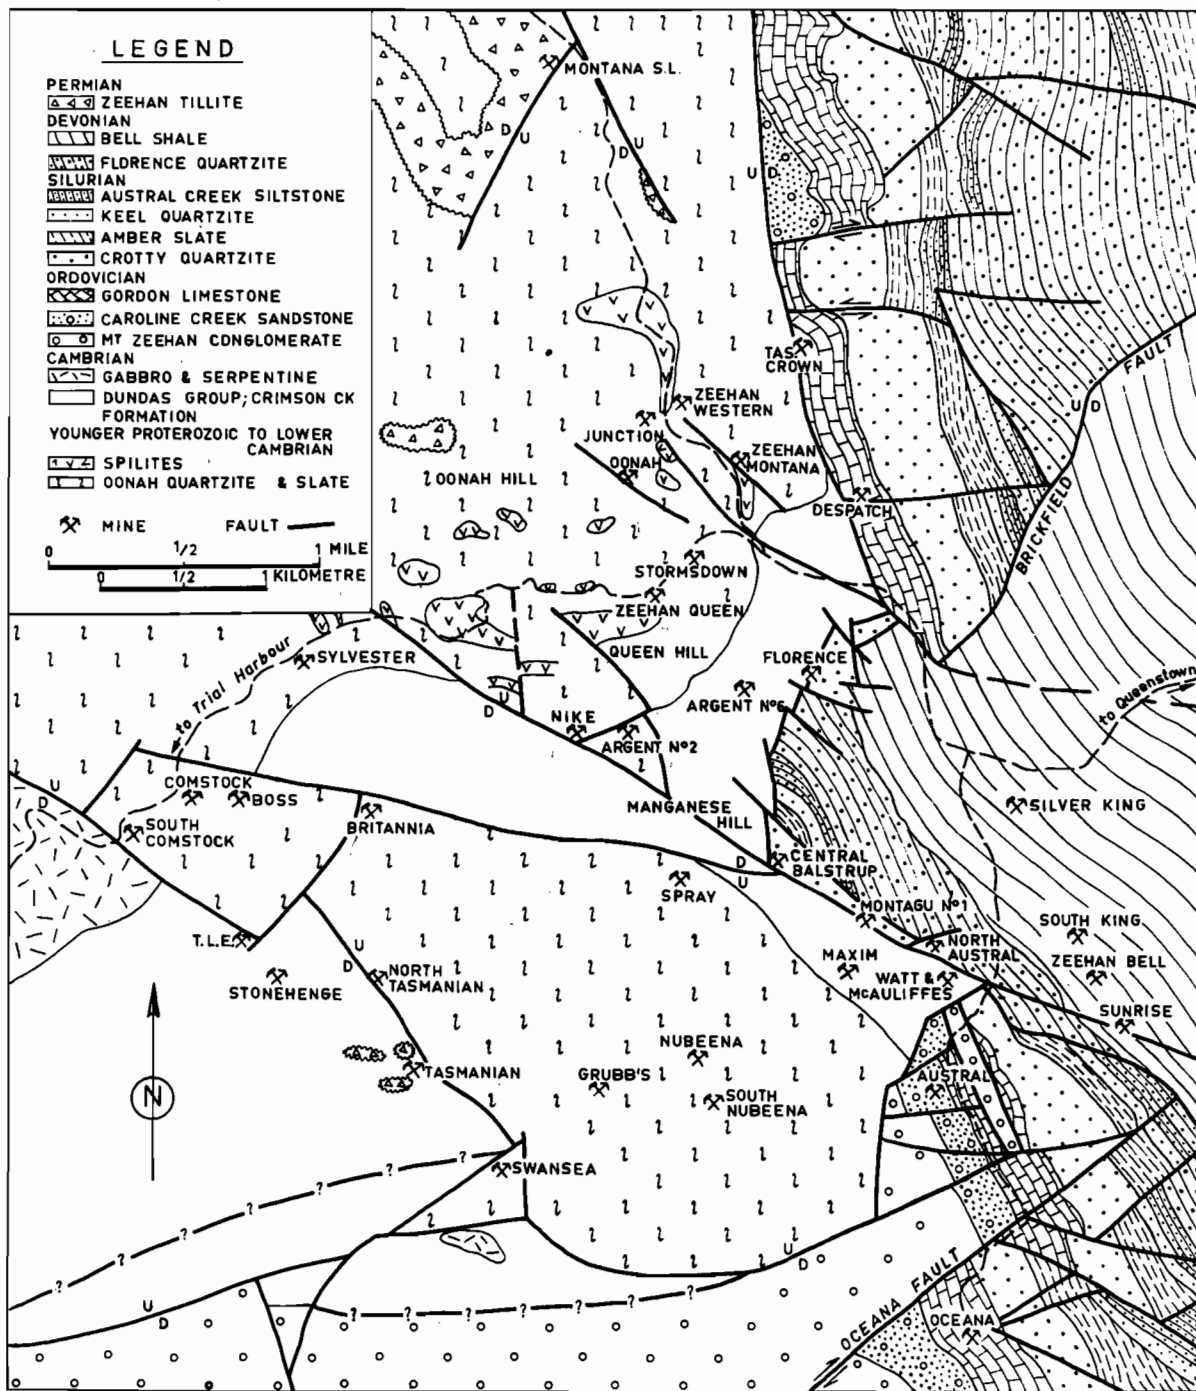 LEGEND
PERMIAN
ZEEHAN TILLITE
DEVONIAN
BELL SHALE
FLORENCE QUARTZITE
SILURIAN
AUSTRAL CREEK SILTSTONE
KEEL QUARTZITE
AMBER SLATE
CROTTY QUARTZITE
ORDOVICIAN
GORDON LIMESTONE
CAROLINE CREEK SANDSTONE
MT ZEEHAN CONGLOMERATE
CAMBRIAN
GABBRO & SERPENTINE
DUNDAS GROUP; CRIMSON CK
FORMATION
YOUNGER PROTEROZOIC TO LOWER
CAMBRIAN
SPILITES
OONAH QUARTZITE & SLATE
MINE FAULT
0 1/2 1 MILE
0 1/2 1 KILOMETRE
MONTANA S.L.
D U
D U
U D
TAS.
CROWN
ZEEHAN
WESTERN
JUNCTION
OONAH
ZEEHAN
MONTANA
OONAH HILL
DESPATCH
U D
BRICKFIELD FAULT
STORMSDOWN
ZEEHAN QUEEN
QUEEN HILL
FLORENCE
SYLVESTER
to Trial Harbour
ARGENT Nº6
to Queenstown
U
D
NIKE
ARGENT Nº2
U
D
COMSTOCK
BOSS
SOUTH
COMSTOCK
BRITANNIA
MANGANESE
HILL
SILVER KING
D
U
CENTRAL
BALSTRUP
SPRAY
MONTAGU Nº1
T.L.E.
U
D
STONEHENGE
NORTH
TASMANIAN
MAXIM
NORTH
AUSTRAL
SOUTH KING
ZEEHAN BELL
WATT &
McAULIFFES
SUNRISE
N
TASMANIAN
NUBEENA
GRUBB'S
SOUTH
NUBEENA
AUSTRAL
SWANSEA
? ? ? ? ? ?
U
D
U
D
? ? ? ? ? ? ?
OCEANA FAULT
OCEANA